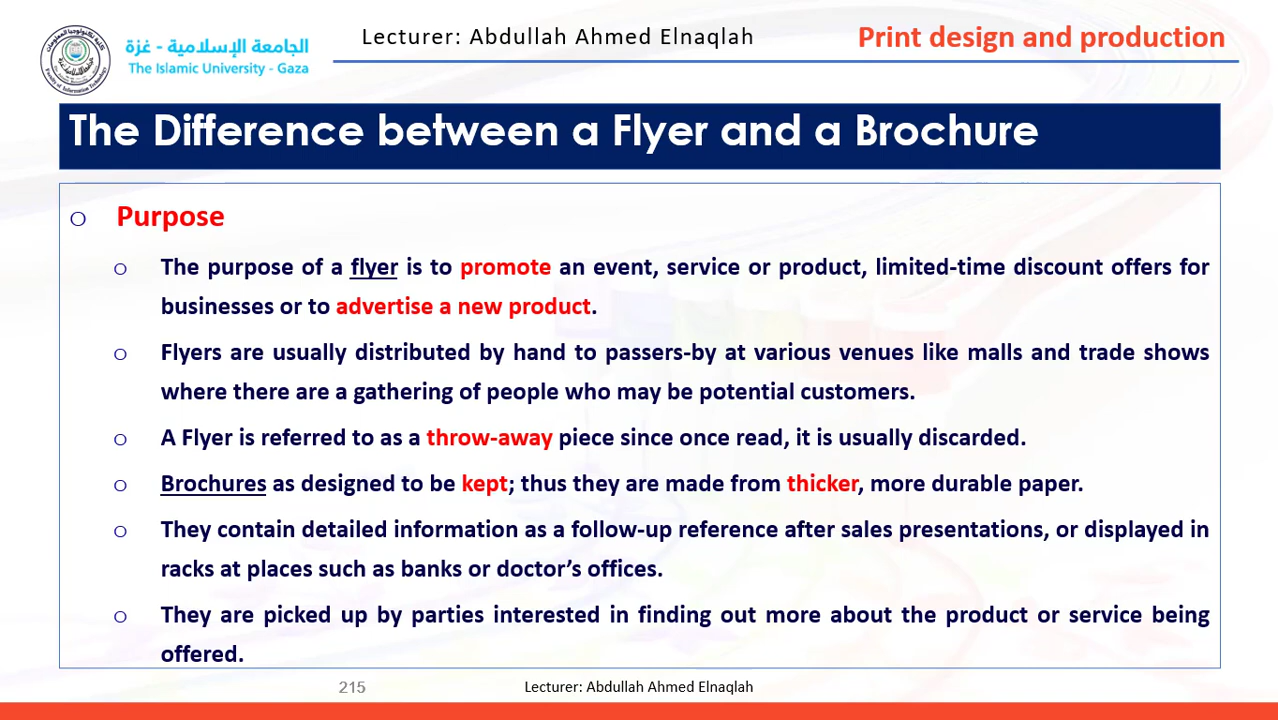 Lecturer: Abdullah Ahmed Elnaqlah
Print design and production
الجامعة الإسلامية - غزة
The Islamic University - Gaza
The Difference between a Flyer and a Brochure
o Purpose
o The purpose of a flyer is to promote an event, service or product, limited-time discount offers for
businesses or to advertise a new product.
o Flyers are usually distributed by hand to passers-by at various venues like malls and trade shows
where there are a gathering of people who may be potential customers.
o A Flyer is referred to as a throw-away piece since once read, it is usually discarded.
o Brochures as designed to be kept; thus they are made from thicker, more durable paper.
o They contain detailed information as a follow-up reference after sales presentations, or displayed in
racks at places such as banks or doctor’s offices.
o They are picked up by parties interested in finding out more about the product or service being
offered.
215
Lecturer: Abdullah Ahmed Elnaqlah